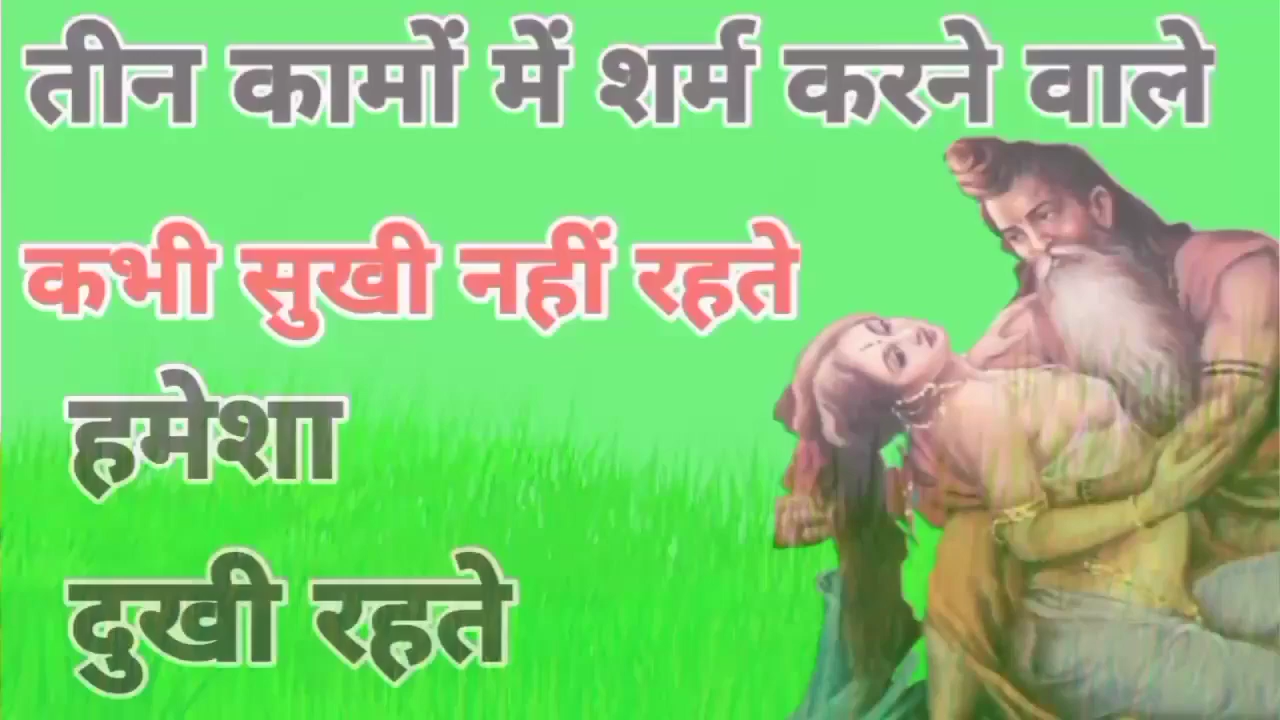 तीन कामों में शर्म करने वाले
कभी सुखी नहीं रहते
हमेशा
दुखी रहते